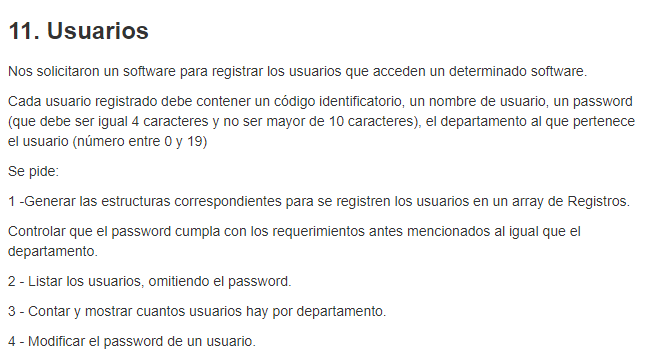 11. Usuarios
Nos solicitaron un software para registrar los usuarios que acceden un determinado software.
Cada usuario registrado debe contener un código identificatorio, un nombre de usuario, un password
(que debe ser igual 4 caracteres y no ser mayor de 10 caracteres), el departamento al que pertenece
el usuario (número entre 0 y 19)
Se pide:
1 -Generar las estructuras correspondientes para se registren los usuarios en un array de Registros.
Controlar que el password cumpla con los requerimientos antes mencionados al igual que el
departamento.
2 - Listar los usuarios, omitiendo el password.
3 - Contar y mostrar cuantos usuarios hay por departamento.
4 - Modificar el password de un usuario.